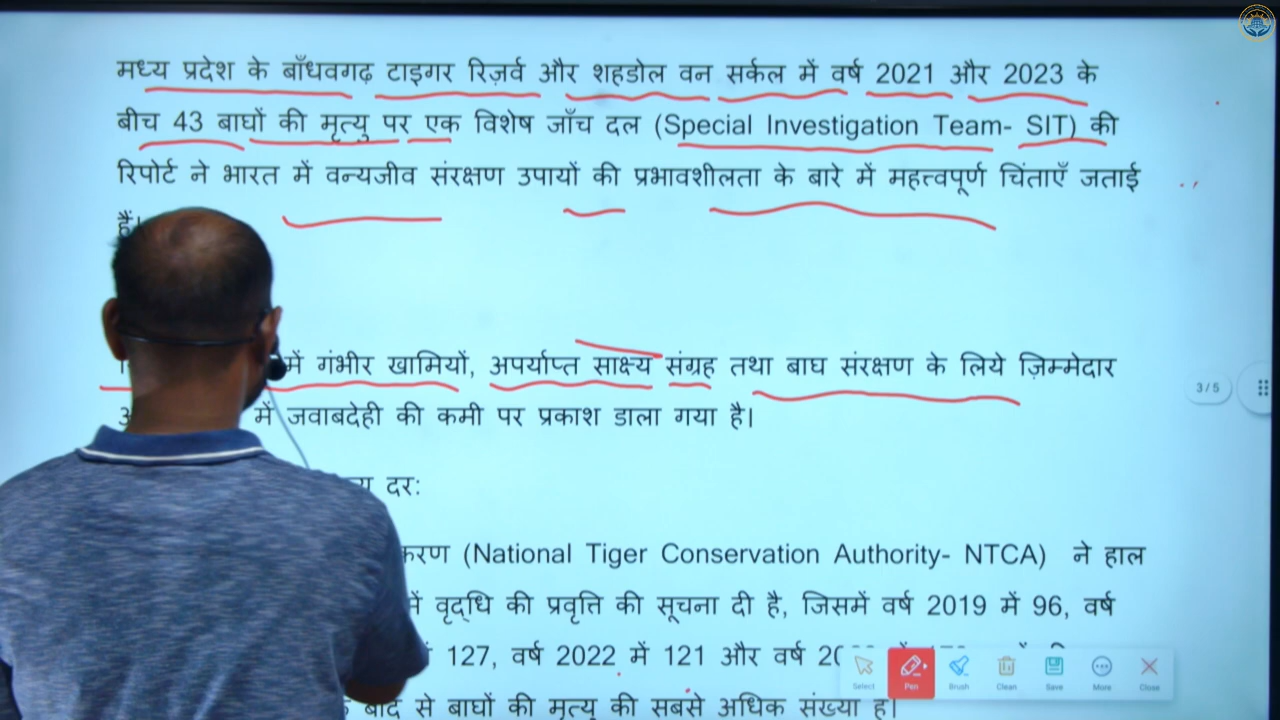 मध्य प्रदेश के बाँधवगढ़ टाइगर रिज़र्व और शहडोल वन सर्कल में वर्ष 2021 और 2023 के
बीच 43 बाघों की मृत्यु पर एक विशेष जाँच दल (Special Investigation Team- SIT) की
रिपोर्ट ने भारत में वन्यजीव संरक्षण उपायों की प्रभावशीलता के बारे में महत्त्वपूर्ण चिंताएँ जताई
हैं।
में गंभीर खामियों, अपर्याप्त साक्ष्य संग्रह तथा बाघ संरक्षण के लिये ज़िम्मेदार
में जवाबदेही की कमी पर प्रकाश डाला गया है।
दर:
(National Tiger Conservation Authority- NTCA) ने हाल
में वृद्धि की प्रवृत्ति की सूचना दी है, जिसमें वर्ष 2019 में 96, वर्ष
127, वर्ष 2022 में 121 और वर्ष
बाद से बाघों की मृत्यु की सबसे अधिक संख्या है।
3 / 5
Select Pen Brush Clean Save More Close